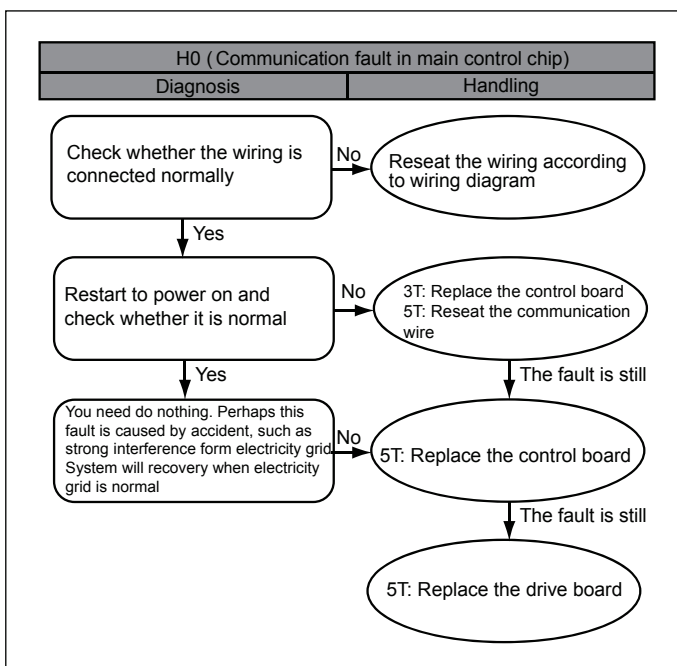 H0 ( Communication fault in main control chip)
Diagnosis
Handling
Check whether the wiring is
connected normally
No
Reseat the wiring according
to wiring diagram
Yes
Restart to power on and
check whether it is normal
No
3T: Replace the control board
5T: Reseat the communication
wire
Yes
The fault is still
You need do nothing. Perhaps this
fault is caused by accident, such as
strong interference form electricity grid
System will recovery when electricity
grid is normal
No
5T: Replace the control board
The fault is still
5T: Replace the drive board